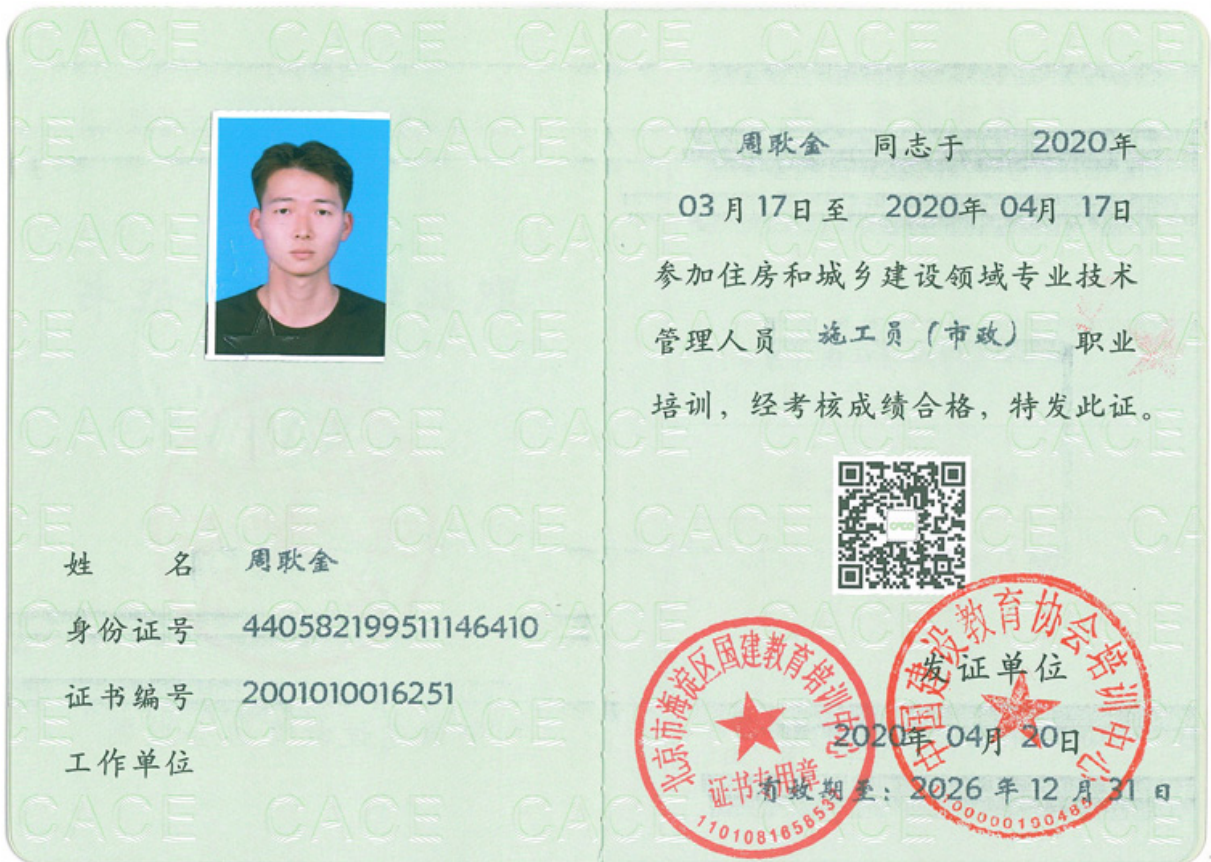 周耿金 同志于 2020年
03月17日至 2020年04月17日
参加住房和城乡建设领域专业技术
管理人员 施工员（市政） 职业
培训，经考核成绩合格，特发此证。
姓 名 周耿金
身份证号 440582199511146410
证书编号 2001010016251
工作单位
CACE
北京市海淀区国建教育培训中心
证书专用章
中国建设教育协会培训中心
发证单位
2020年04月20日
有效期至：2026年12月31日